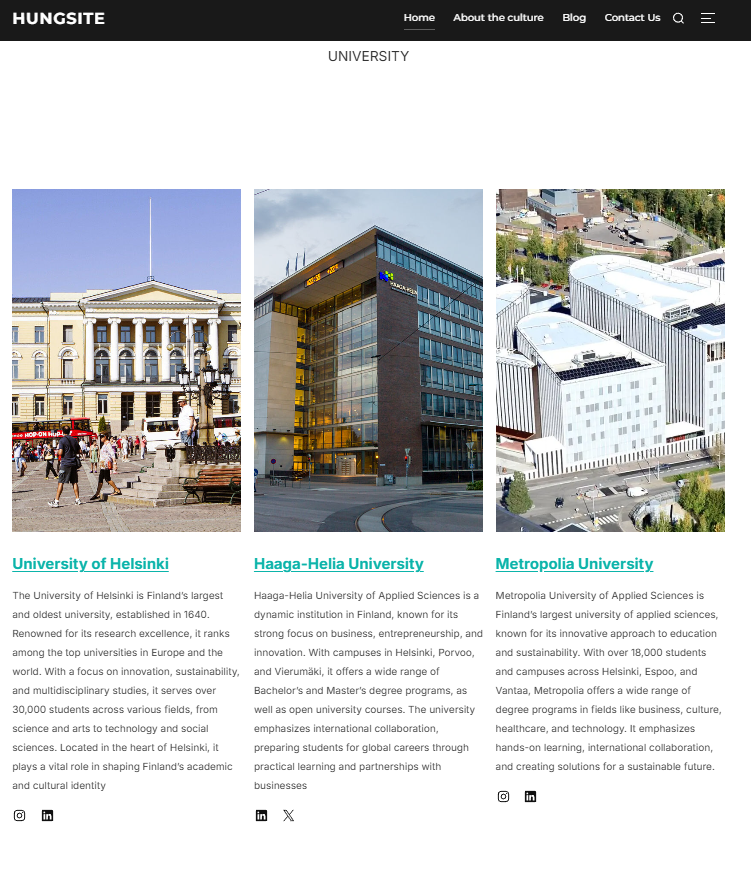 HUNGSITE
Home About the culture Blog Contact Us
UNIVERSITY
HOP-ON HOP-
HAAGA-HELIA
University of Helsinki
The University of Helsinki is Finland's largest
and oldest university, established in 1640.
Renowned for its research excellence, it ranks
among the top universities in Europe and the
world. With a focus on innovation, sustainability,
and multidisciplinary studies, it serves over
30,000 students across various fields, from
science and arts to technology and social
sciences. Located in the heart of Helsinki, it
plays a vital role in shaping Finland's academic
and cultural identity
Haaga-Helia University
Haaga-Helia University of Applied Sciences is a
dynamic institution in Finland, known for its
strong focus on business, entrepreneurship, and
innovation. With campuses in Helsinki, Porvoo,
and Vierumäki, it offers a wide range of
Bachelor's and Master's degree programs, as
well as open university courses. The university
emphasizes international collaboration,
preparing students for global careers through
practical learning and partnerships with
businesses
Metropolia University
Metropolia University of Applied Sciences is
Finland's largest university of applied sciences,
known for its innovative approach to education
and sustainability. With over 18,000 students
and campuses across Helsinki, Espoo, and
Vantaa, Metropolia offers a wide range of
degree programs in fields like business, culture,
healthcare, and technology. It emphasizes
hands-on learning, international collaboration,
and creating solutions for a sustainable future.